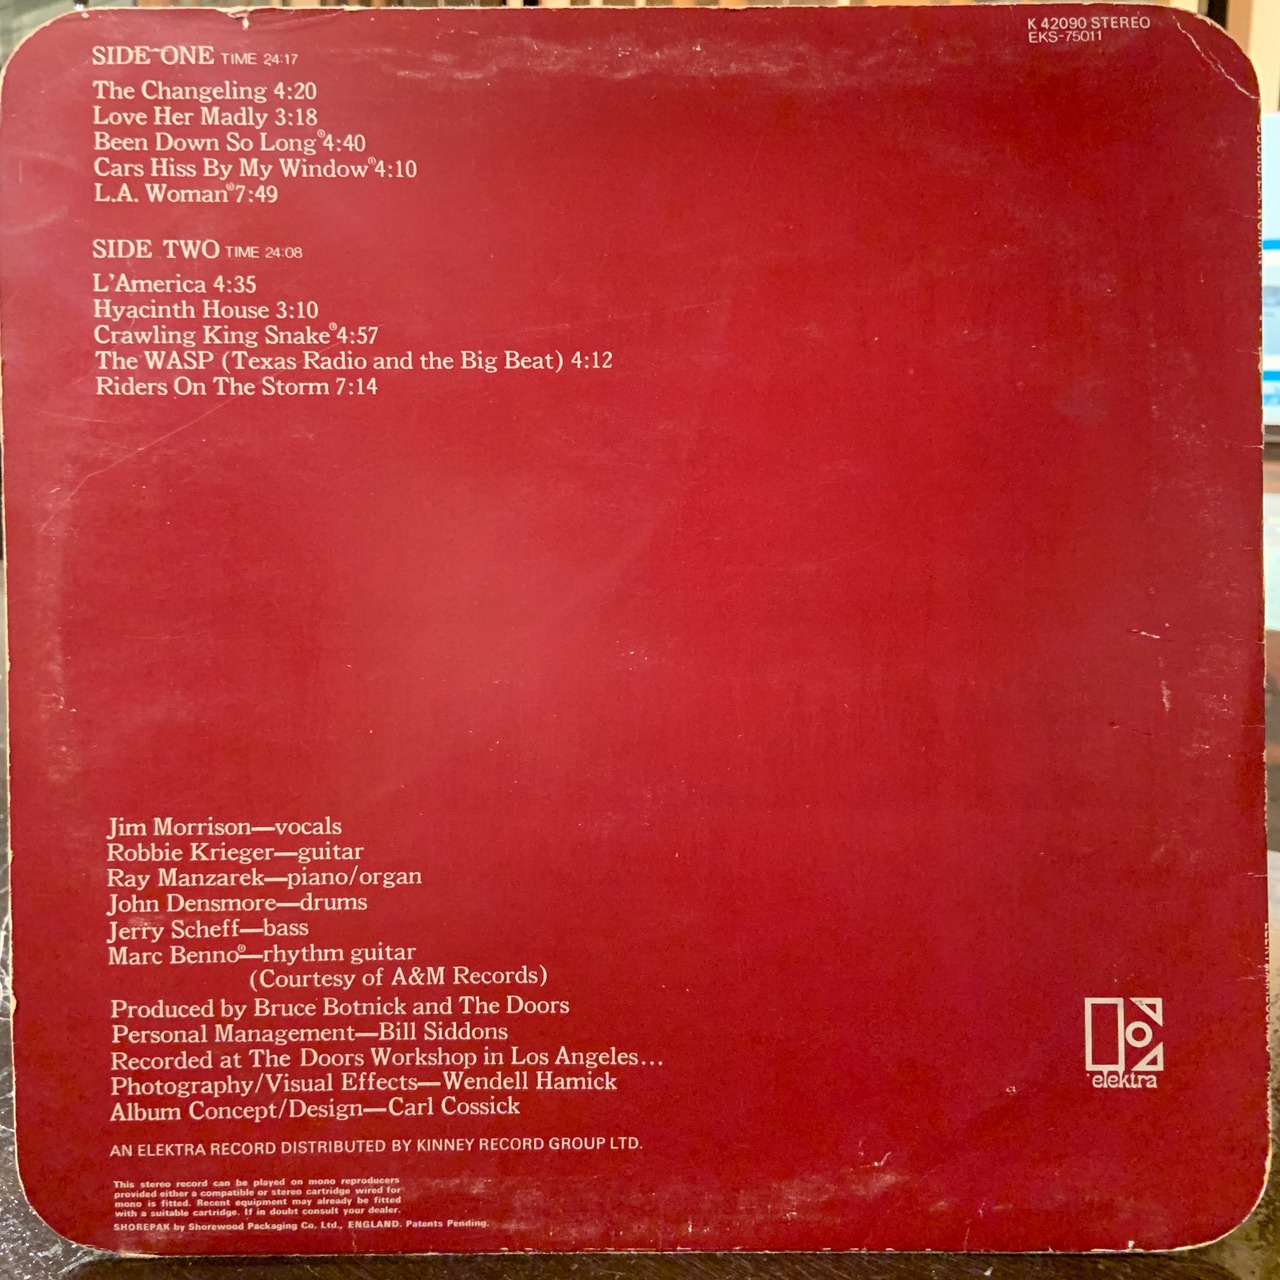 K 42090 STEREO
EKS-75011
SIDE ONE TIME 24:17
The Changeling 4:20
Love Her Madly 3:18
Been Down So Long® 4:40
Cars Hiss By My Window® 4:10
L.A. Woman® 7:49
SIDE TWO TIME 24:08
L'America 4:35
Hyacinth House 3:10
Crawling King Snake® 4:57
The WASP (Texas Radio and the Big Beat) 4:12
Riders On The Storm 7:14
Jim Morrison—vocals
Robbie Krieger—guitar
Ray Manzarek—piano/organ
John Densmore—drums
Jerry Scheff—bass
Marc Benno®—rhythm guitar
(Courtesy of A&M Records)
Produced by Bruce Botnick and The Doors
Personal Management—Bill Siddons
Recorded at The Doors Workshop in Los Angeles...
Photography/Visual Effects—Wendell Hamick
Album Concept/Design—Carl Cossick
elektra
AN ELEKTRA RECORD DISTRIBUTED BY KINNEY RECORD GROUP LTD.
This stereo record can be played on mono reproducers
provided either a compatible or stereo cartridge wired for
mono is fitted. Recent equipment may already be fitted
with a suitable cartridge. If in doubt consult your dealer.
SHOREPAK by Shorewood Packaging Co. Ltd., ENGLAND. Patents Pending.